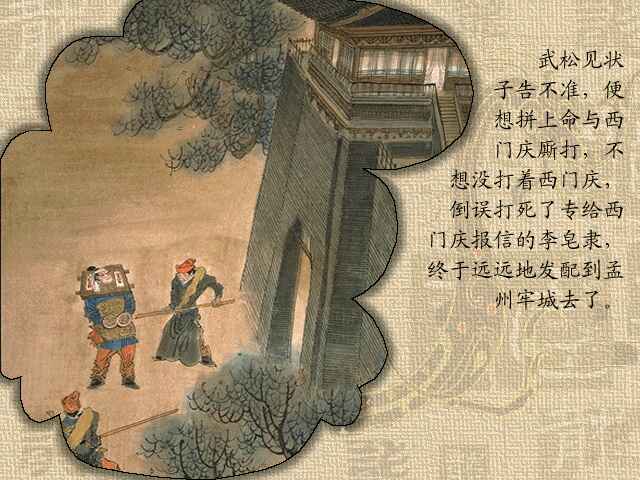 武松见状
子告不准，便
想拼上命与西
门庆厮打，不
想没打着西门庆，
倒误打死了专给西
门庆报信的李皂隶，
终于远远地发配到孟
州牢城去了。